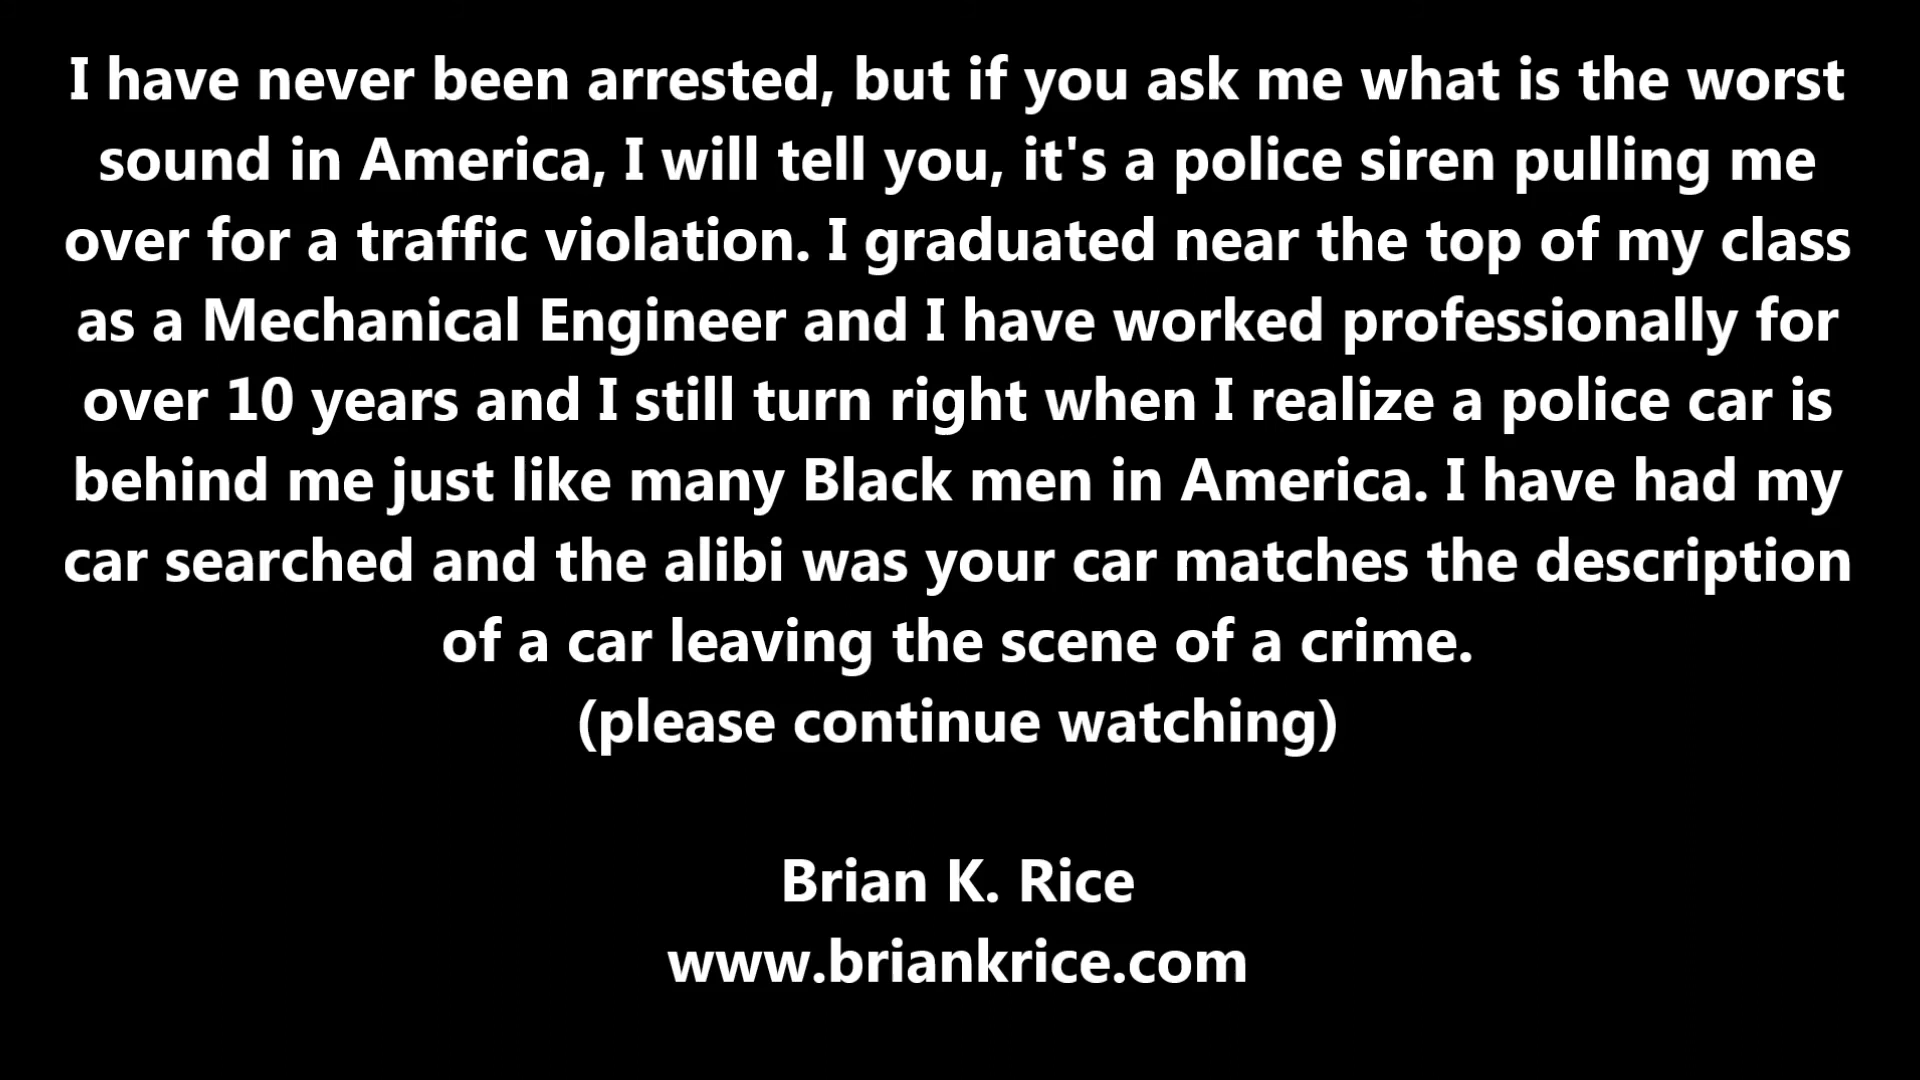 I have never been arrested, but if you ask me what is the worst
sound in America, I will tell you, it's a police siren pulling me
over for a traffic violation. I graduated near the top of my class
as a Mechanical Engineer and I have worked professionally for
over 10 years and I still turn right when I realize a police car is
behind me just like many Black men in America. I have had my
car searched and the alibi was your car matches the description
of a car leaving the scene of a crime.
(please continue watching)
Brian K. Rice
www.briankrice.com